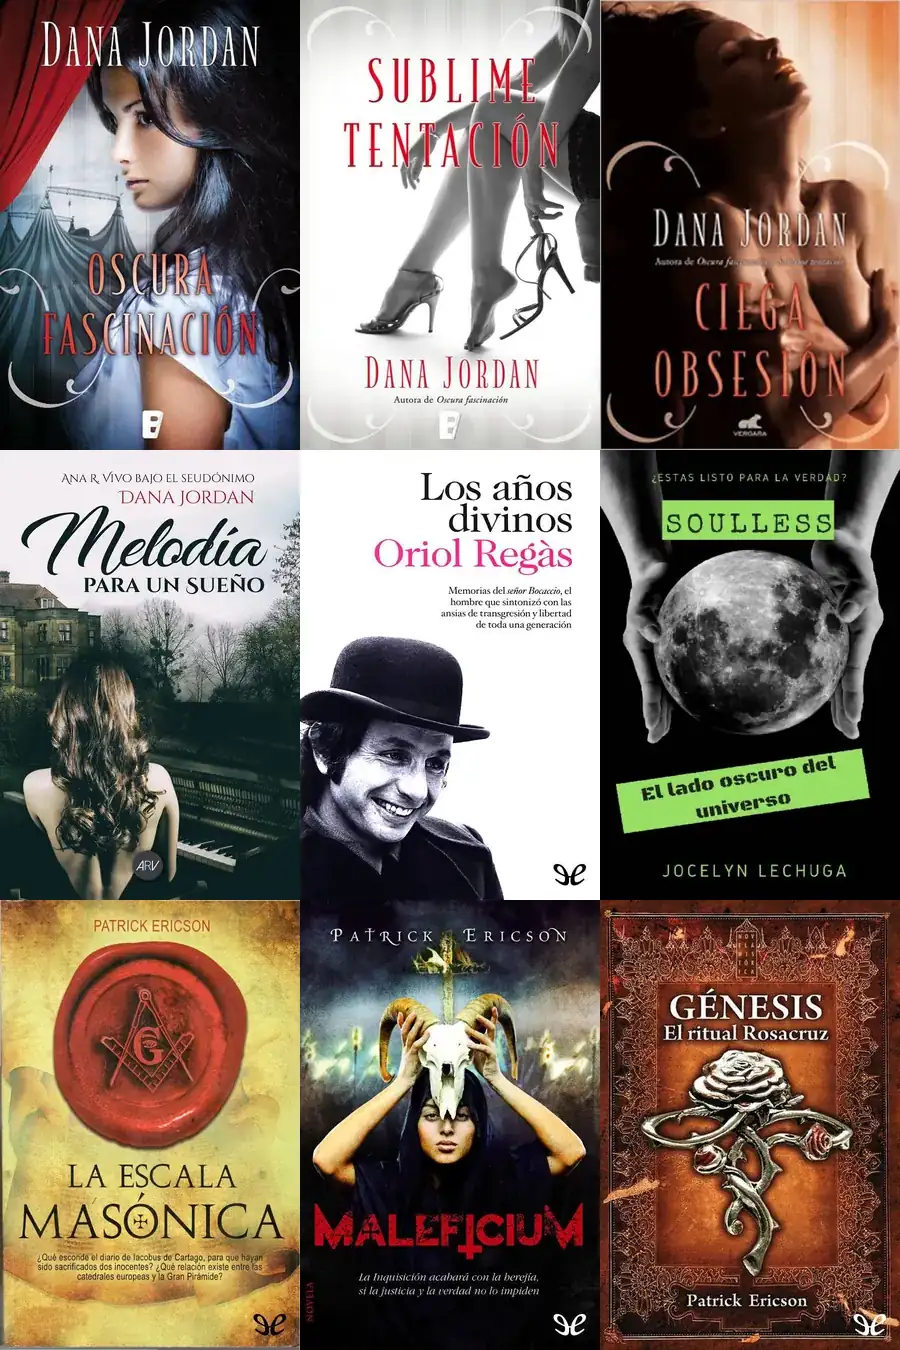 DANA JORDAN
OSCURA
FASCINACIÓN
SUBLIME
TENTACIÓN
DANA JORDAN
Autora de Oscura fascinación
DANA JORDAN
Autora de Oscura fascinación Sublime tentación
CIEGA
OBSESIÓN
VERGARA
ANA R. VIVO BAJO EL SEUDÓNIMO
DANA JORDAN
Melodía
PARA UN SUEÑO
ARV
Los años
divinos
Oriol Regàs
Memorias del señor Bocaccio, el
hombre que sintonizó con las
ansias de transgresión y libertad
de toda una generación
¿ESTAS LISTO PARA LA VERDAD?
SOULLESS
El lado oscuro del
universo
JOCELYN LECHUGA
PATRICK ERICSON
G
LA ESCALA
MASÓNICA
¿Qué esconde el diario de Iacobus de Cartago, para que hayan
sido sacrificados dos inocentes? ¿Qué relación existe entre las
catedrales europeas y la Gran Pirámide?
PATRICK ERICSON
MALEFICIUM
La Inquisición acabará con la herejía,
si la justicia y la verdad no lo impiden
NOVELA
GÉNESIS
El ritual Rosacruz
Patrick Ericson